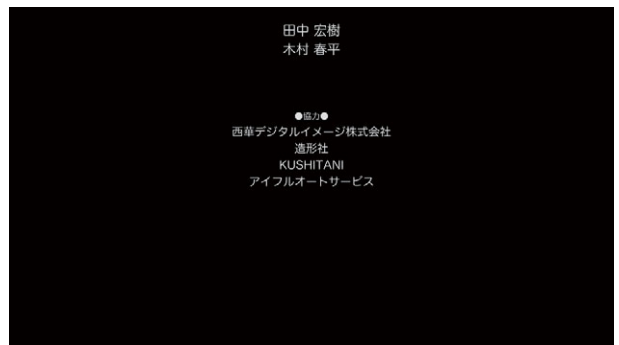 田中 宏樹
木村 春平
●協力●
西華デジタルイメージ株式会社
造形社
KUSHITANI
アイフルオートサービス